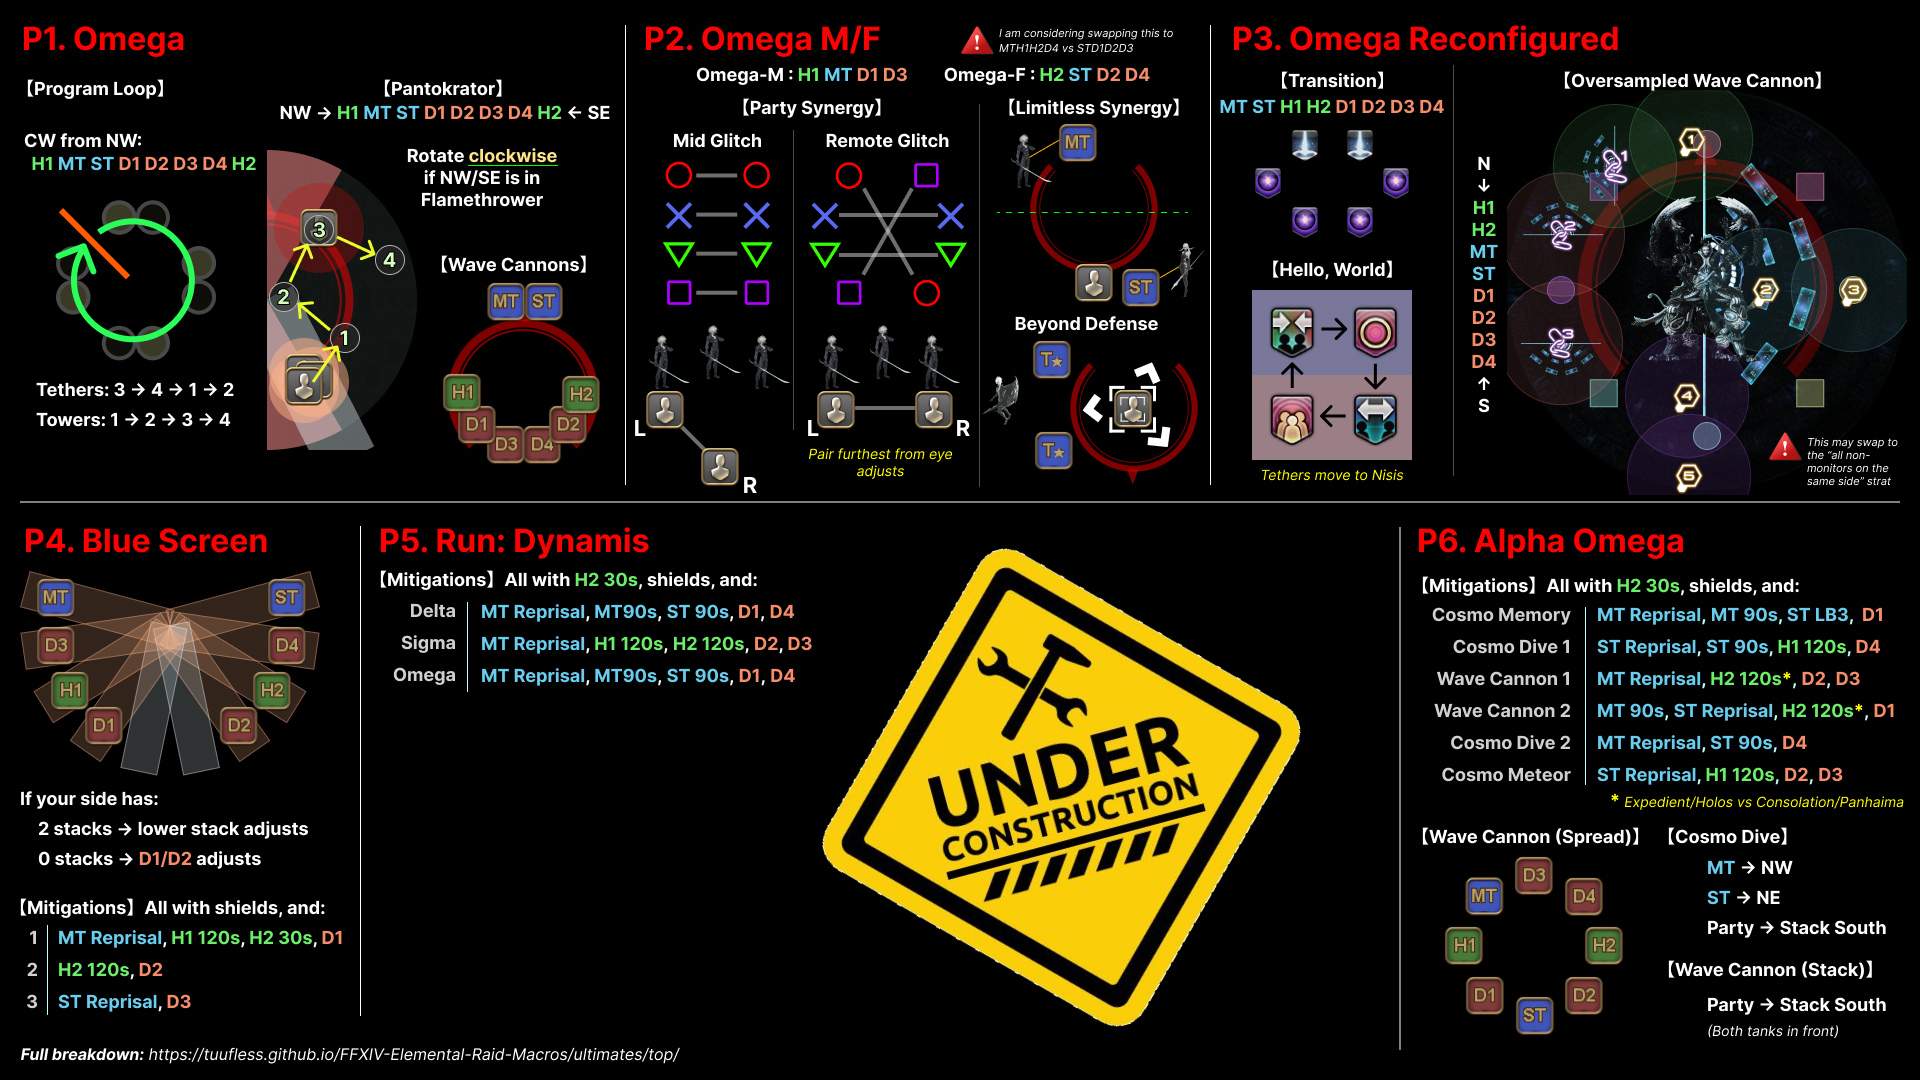 P1. Omega
【Program Loop】
CW from NW:
H1 MT ST D1 D2 D3 D4 H2
Tethers: 3 → 4 → 1 → 2
Towers: 1 → 2 → 3 → 4
【Pantokrator】
NW → H1 MT ST D1 D2 D3 D4 H2 ← SE
Rotate clockwise
if NW/SE is in
Flamethrower
3
4
2
1
【Wave Cannons】
MT ST
H1 H2
D1 D2
D3 D4
P2. Omega M/F
I am considering swapping this to
MTH1H2D4 vs STD1D2D3
Omega-M : H1 MT D1 D3
Omega-F : H2 ST D2 D4
【Party Synergy】
Mid Glitch
Remote Glitch
L
R
L
R
Pair furthest from eye
adjusts
【Limitless Synergy】
MT
ST
Beyond Defense
T★
T★
P3. Omega Reconfigured
【Transition】
MT ST H1 H2 D1 D2 D3 D4
【Hello, World】
Tethers move to Nisis
【Oversampled Wave Cannon】
N
↓
H1
H2
MT
ST
D1
D2
D3
D4
↑
S
1
1
2
2
3
3
4
5
This may swap to
the "all non-
monitors on the
same side" strat
P4. Blue Screen
MT ST
D3 D4
H1 H2
D1 D2
If your side has:
2 stacks → lower stack adjusts
0 stacks → D1/D2 adjusts
【Mitigations】All with shields, and:
1 MT Reprisal, H1 120s, H2 30s, D1
2 H2 120s, D2
3 ST Reprisal, D3
P5. Run: Dynamis
【Mitigations】All with H2 30s, shields, and:
Delta MT Reprisal, MT90s, ST 90s, D1, D4
Sigma MT Reprisal, H1 120s, H2 120s, D2, D3
Omega MT Reprisal, MT90s, ST 90s, D1, D4
UNDER
CONSTRUCTION
P6. Alpha Omega
【Mitigations】All with H2 30s, shields, and:
Cosmo Memory MT Reprisal, MT 90s, ST LB3, D1
Cosmo Dive 1 ST Reprisal, ST 90s, H1 120s, D4
Wave Cannon 1 MT Reprisal, H2 120s*, D2, D3
Wave Cannon 2 MT 90s, ST Reprisal, H2 120s*, D1
Cosmo Dive 2 MT Reprisal, ST 90s, D4
Cosmo Meteor ST Reprisal, H1 120s, D2, D3
* Expedient/Holos vs Consolation/Panhaima
【Wave Cannon (Spread)】
D3
MT D4
H1 H2
D1 D2
ST
【Cosmo Dive】
MT → NW
ST → NE
Party → Stack South
【Wave Cannon (Stack)】
Party → Stack South
(Both tanks in front)
Full breakdown: https://tuufless.github.io/FFXIV-Elemental-Raid-Macros/ultimates/top/